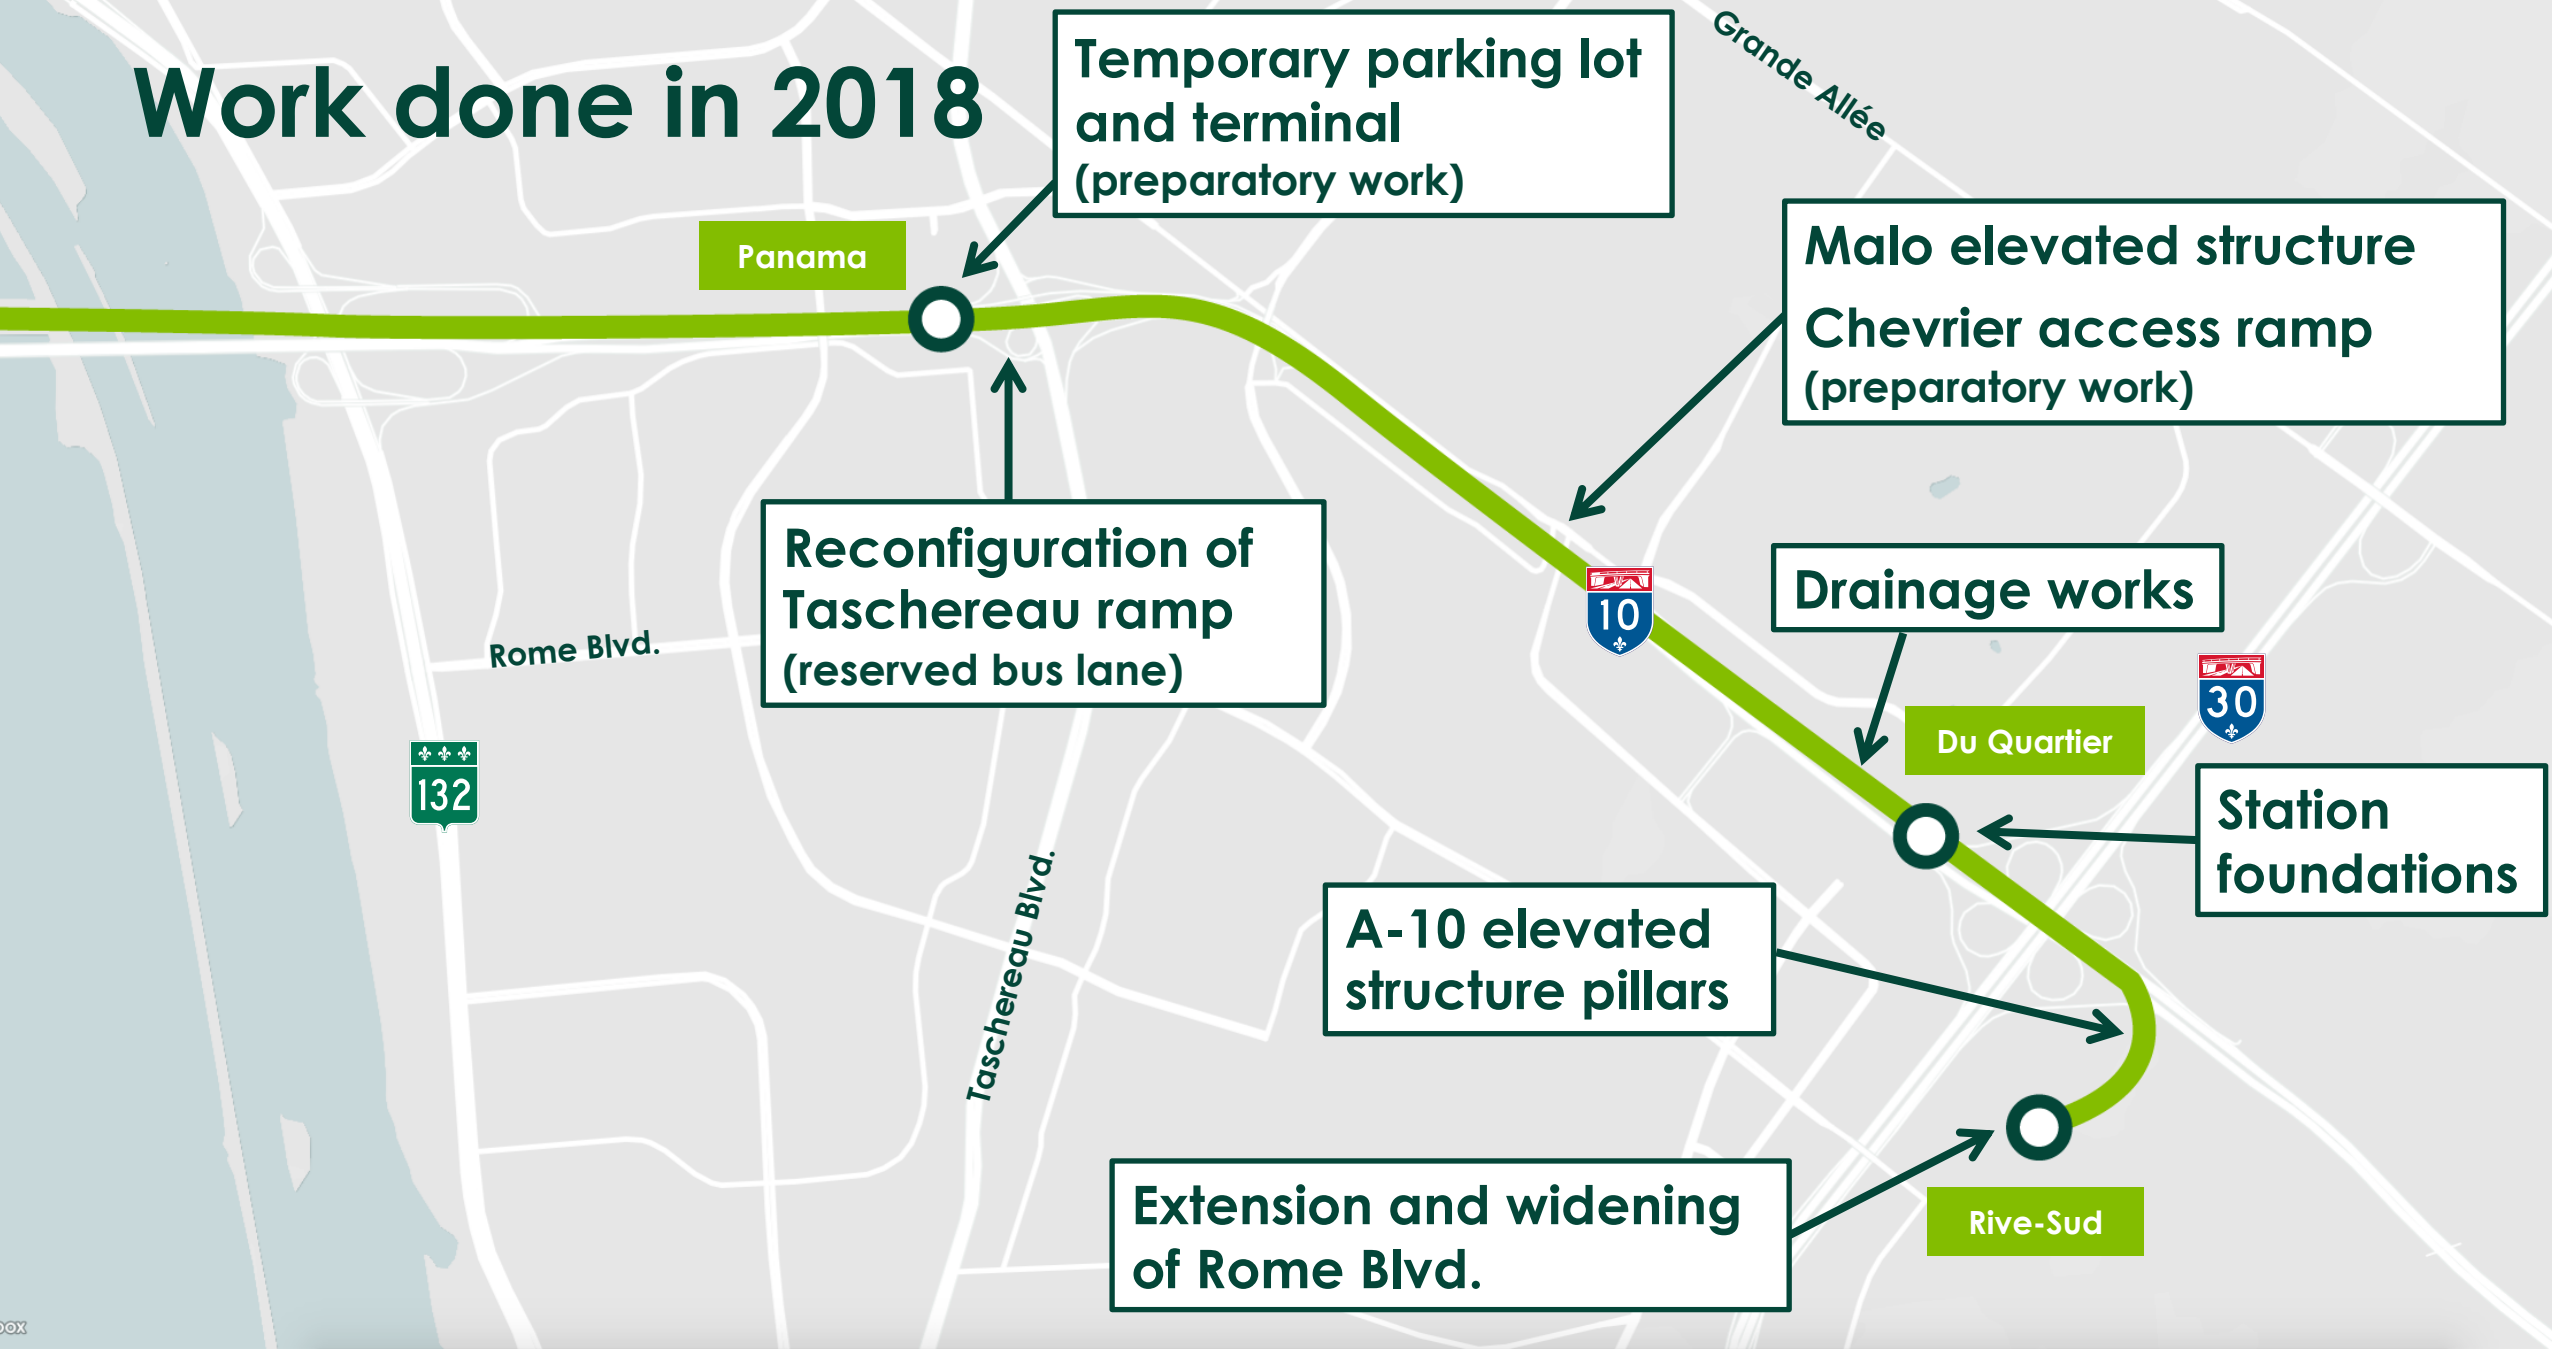 Work done in 2018
Temporary parking lot
and terminal
(preparatory work)
Grande Allée
Panama
Malo elevated structure
Chevrier access ramp
(preparatory work)
Reconfiguration of
Taschereau ramp
(reserved bus lane)
Rome Blvd.
10
Drainage works
30
Du Quartier
132
Station
foundations
Taschereau Blvd.
A-10 elevated
structure pillars
Extension and widening
of Rome Blvd.
Rive-Sud